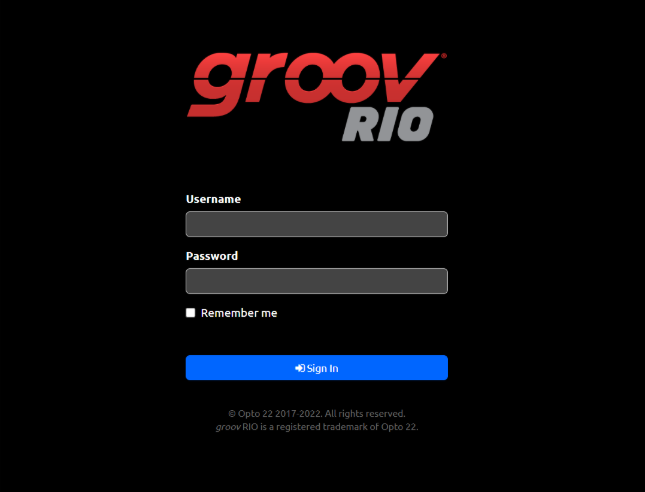 groov®
RIO
Username
Password
Remember me
Sign In
© Opto 22 2017-2022. All rights reserved.
groov RIO is a registered trademark of Opto 22.